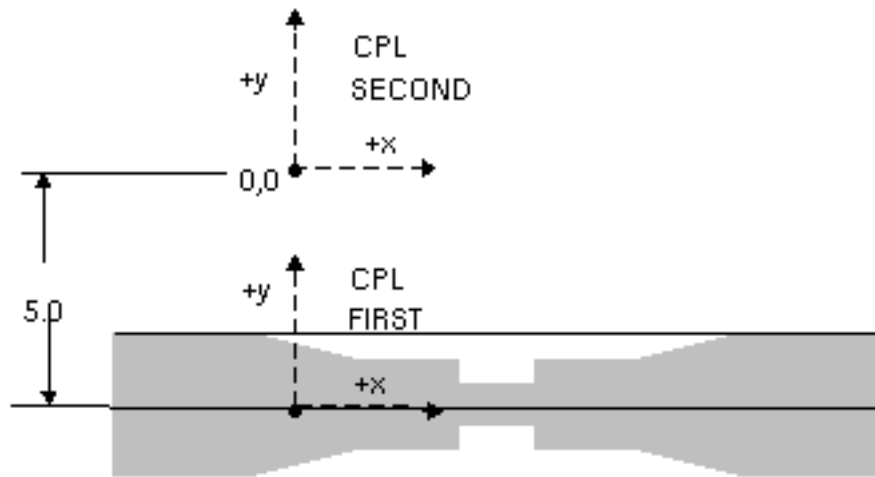 CPL
+y
SECOND
+x
0,0
CPL
+y
5.0
FIRST
+x